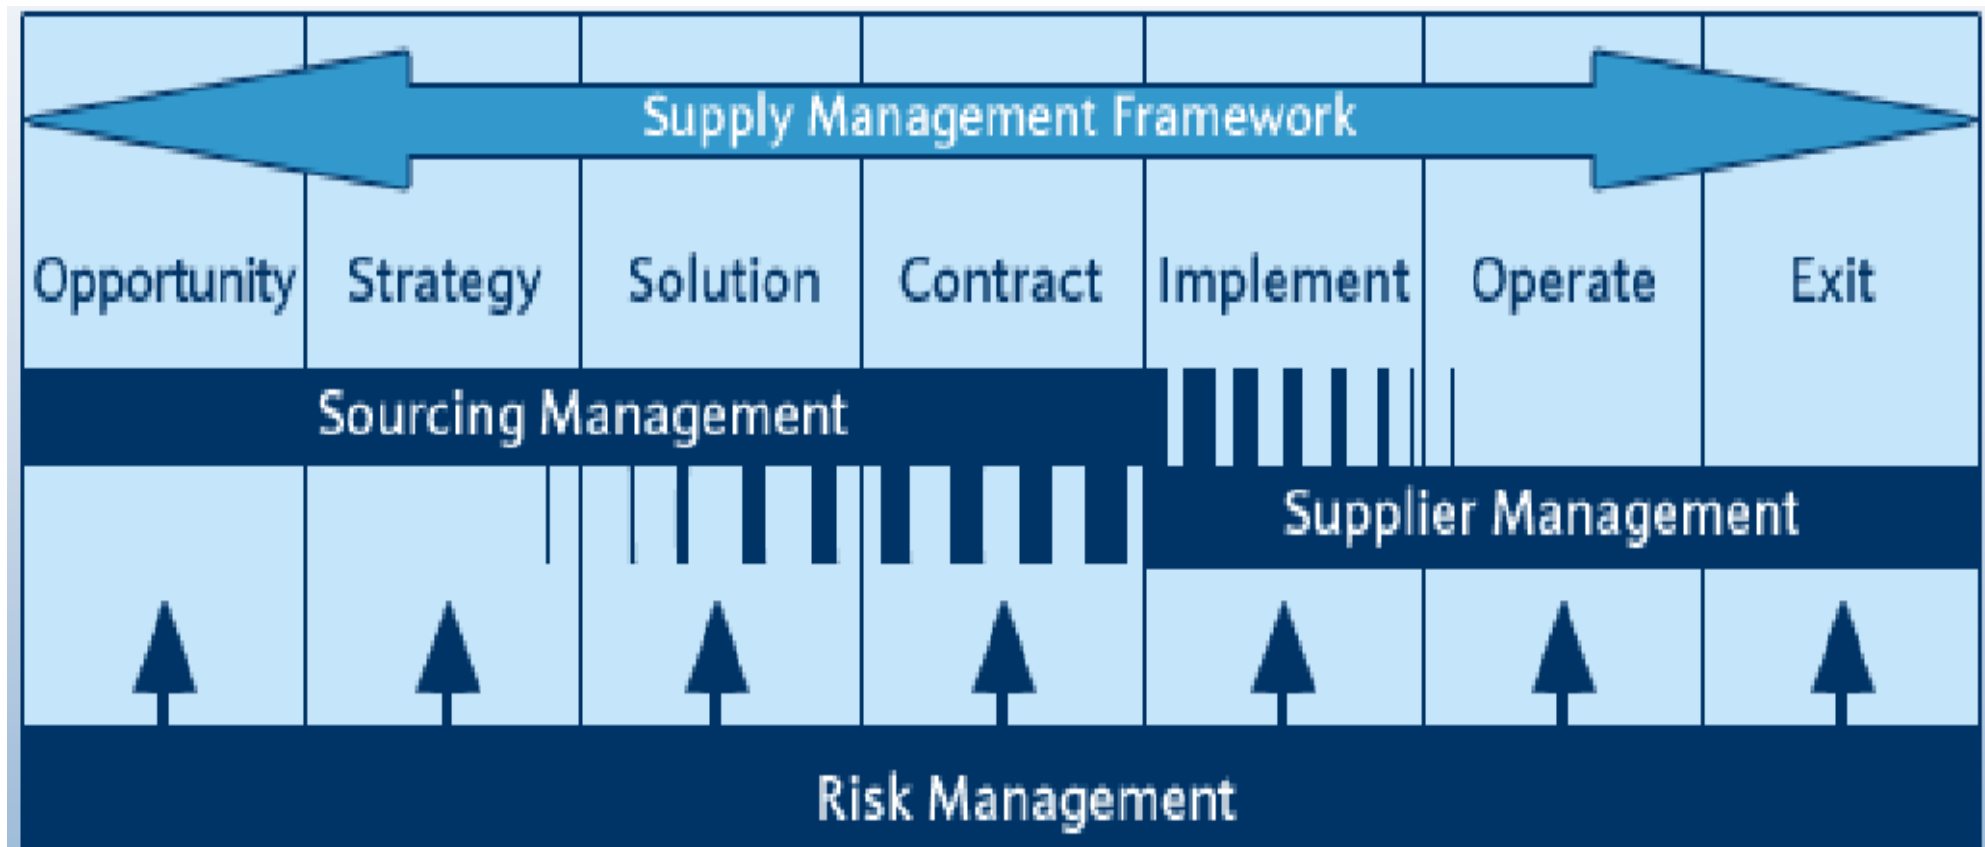 Supply Management Framework
Opportunity Strategy Solution Contract Implement Operate Exit
Sourcing Management
Supplier Management
Risk Management